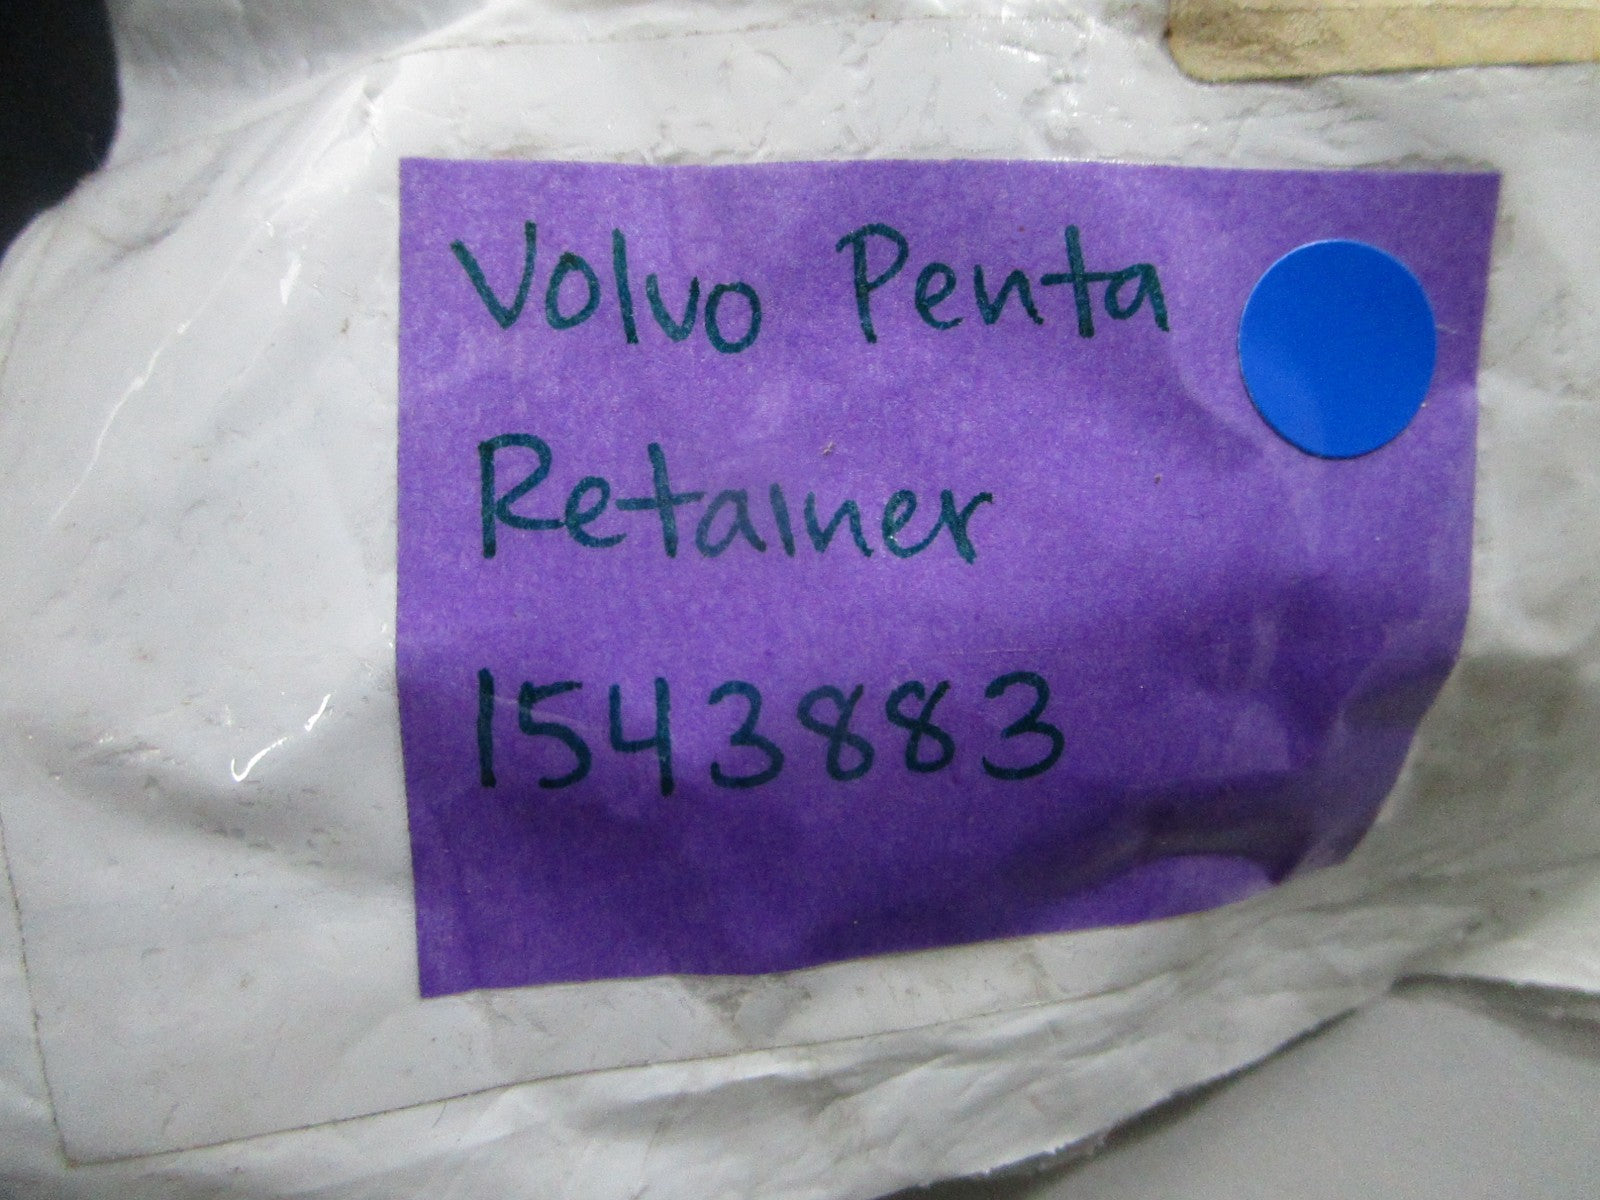 Volvo Penta
Retainer
1543883